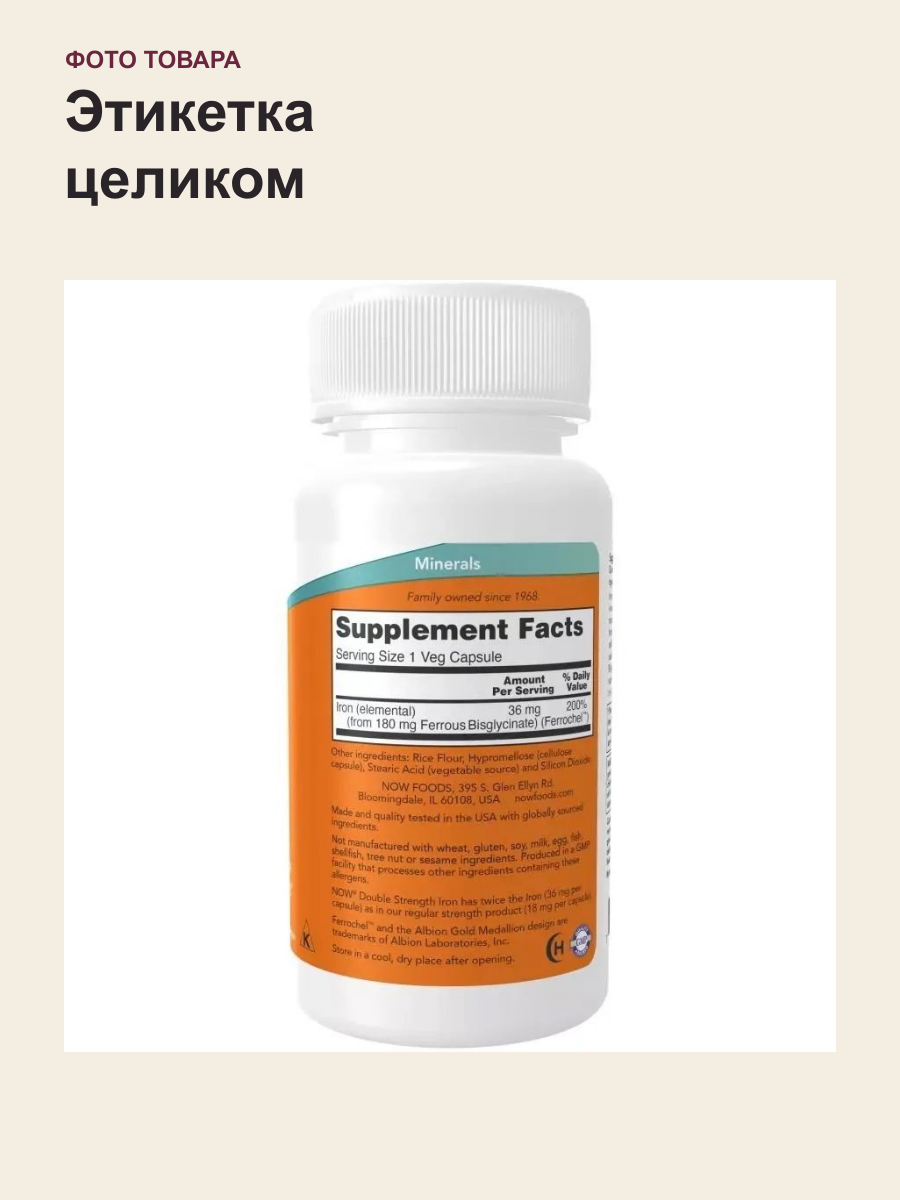 ФОТО ТОВАРА
Этикетка
целиком
Minerals
Family owned since 1968.
Supplement Facts
Serving Size 1 Veg Capsule
Amount Per Serving
% Daily Value
Iron (elemental) 36 mg 200%
(from 180 mg Ferrous Bisglycinate) (Ferrochel™)
Other ingredients: Rice Flour, Hypromellose (cellulose
capsule), Stearic Acid (vegetable source) and Silicon Dioxide
NOW FOODS, 395 S. Glen Ellyn Rd.
Bloomingdale, IL 60108, USA nowfoods.com
Made and quality tested in the USA with globally sourced
ingredients.
Not manufactured with wheat, gluten, soy, milk, egg, fish,
shellfish, tree nut or sesame ingredients. Produced in a GMP
facility that processes other ingredients containing these
allergens.
NOW® Double Strength Iron has twice the Iron (36 mg per
capsule) as in our regular strength product (18 mg per capsule)
Ferrochel™ and the Albion Gold Medallion design are
trademarks of Albion Laboratories, Inc.
Store in a cool, dry place after opening.
K
H
GMP